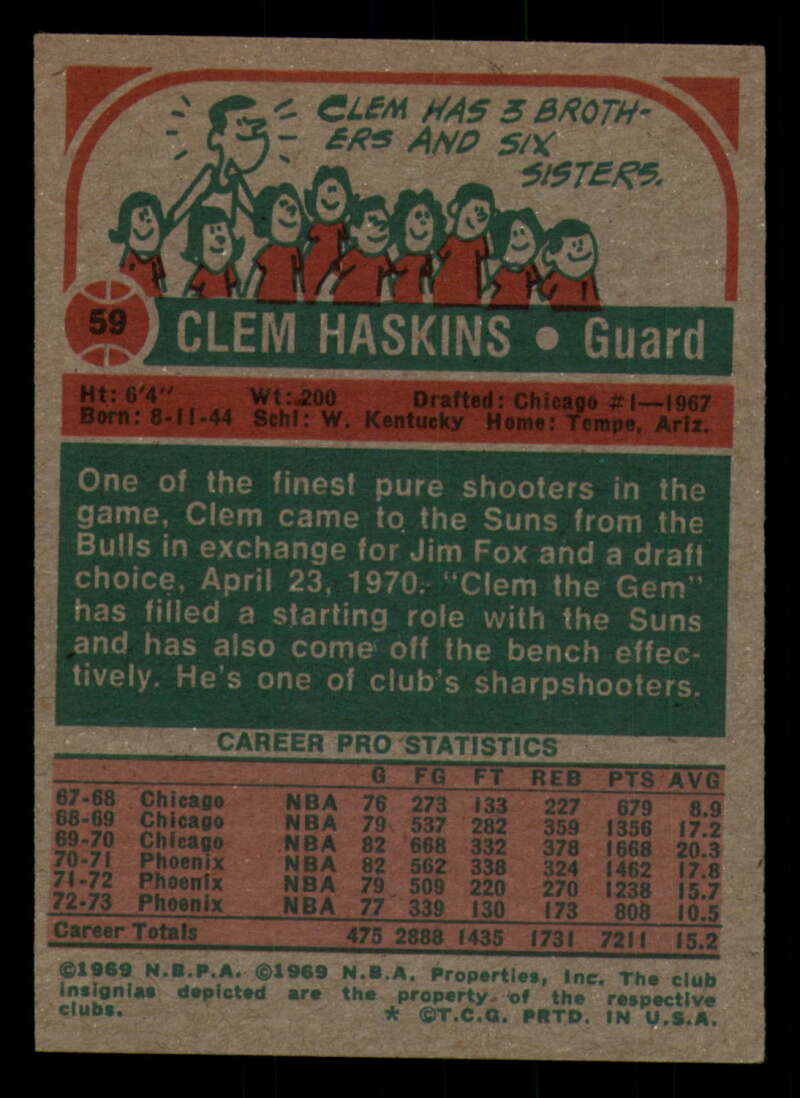 CLEM HAS 3 BROTH-
ERS AND SIX
SISTERS.
59 CLEM HASKINS • Guard
Ht: 6'4" Wt: 200 Drafted: Chicago #1—1967
Born: 8-11-44 Schl: W. Kentucky Home: Tempe, Ariz.
One of the finest pure shooters in the
game, Clem came to the Suns from the
Bulls in exchange for Jim Fox and a draft
choice, April 23, 1970. "Clem the Gem"
has filled a starting role with the Suns
and has also come off the bench effec-
tively. He's one of club's sharpshooters.
CAREER PRO STATISTICS
G FG FT REB PTS AVG
67-68 Chicago NBA 76 273 133 227 679 8.9
68-69 Chicago NBA 79 537 282 359 1356 17.2
69-70 Chicago NBA 82 668 332 378 1668 20.3
70-71 Phoenix NBA 82 562 338 324 1462 17.8
71-72 Phoenix NBA 79 509 220 270 1238 15.7
72-73 Phoenix NBA 77 339 130 173 808 10.5
Career Totals 475 2888 1435 1731 7211 15.2
©1969 N.B.P.A. ©1969 N.B.A. Properties, Inc. The club
insignias depicted are the property of the respective
clubs. * ©T.C.G. PRTD. IN U.S.A.